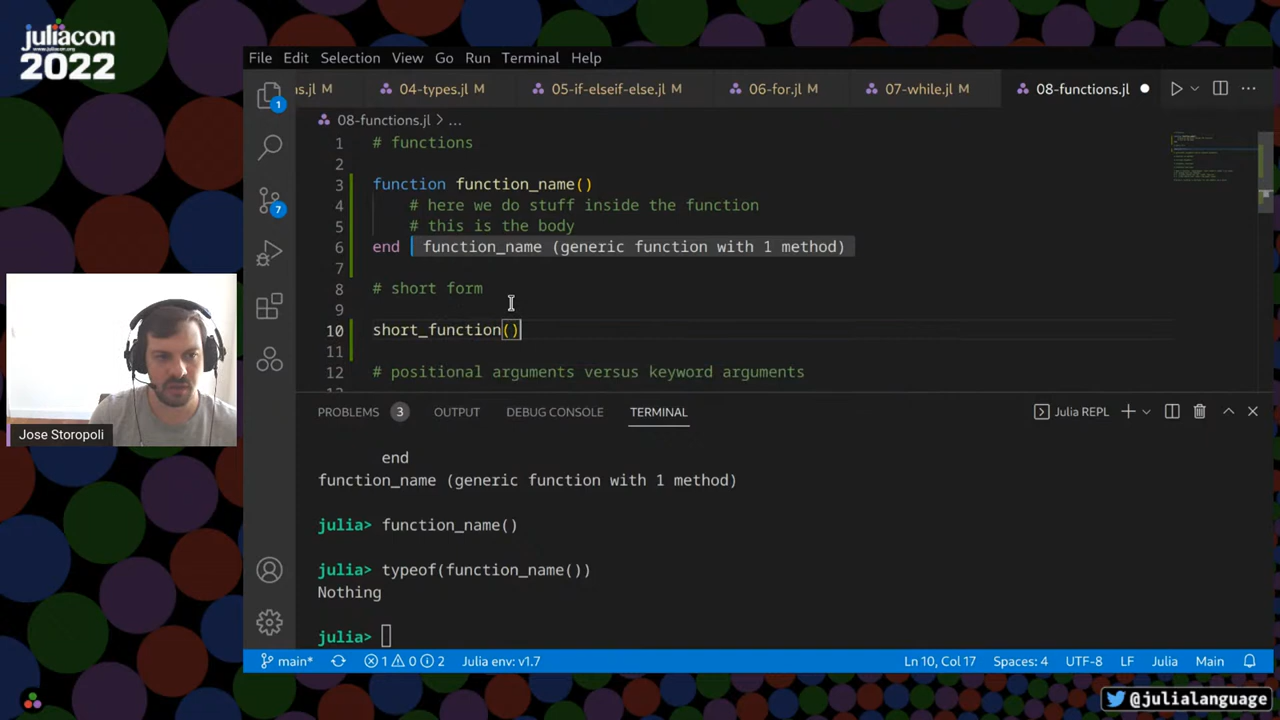 juliacon
www.juliacon.org
2022
File Edit Selection View Go Run Terminal Help
1
as.jl M 04-types.jl M 05-if-elseif-else.jl M 06-for.jl M 07-while.jl M 08-functions.jl
08-functions.jl > ...
1 # functions
2
3 function function_name()
4 # here we do stuff inside the function
5 # this is the body
6 end function_name (generic function with 1 method)
7
8 # short form
9
10 short_function()
11
12 # positional arguments versus keyword arguments
7
PROBLEMS 3 OUTPUT DEBUG CONSOLE TERMINAL Julia REPL
end
function_name (generic function with 1 method)
julia> function_name()
julia> typeof(function_name())
Nothing
julia>
Jose Storopoli
main* 1 0 2 Julia env: v1.7 Ln 10, Col 17 Spaces: 4 UTF-8 LF Julia Main
@julialanguage